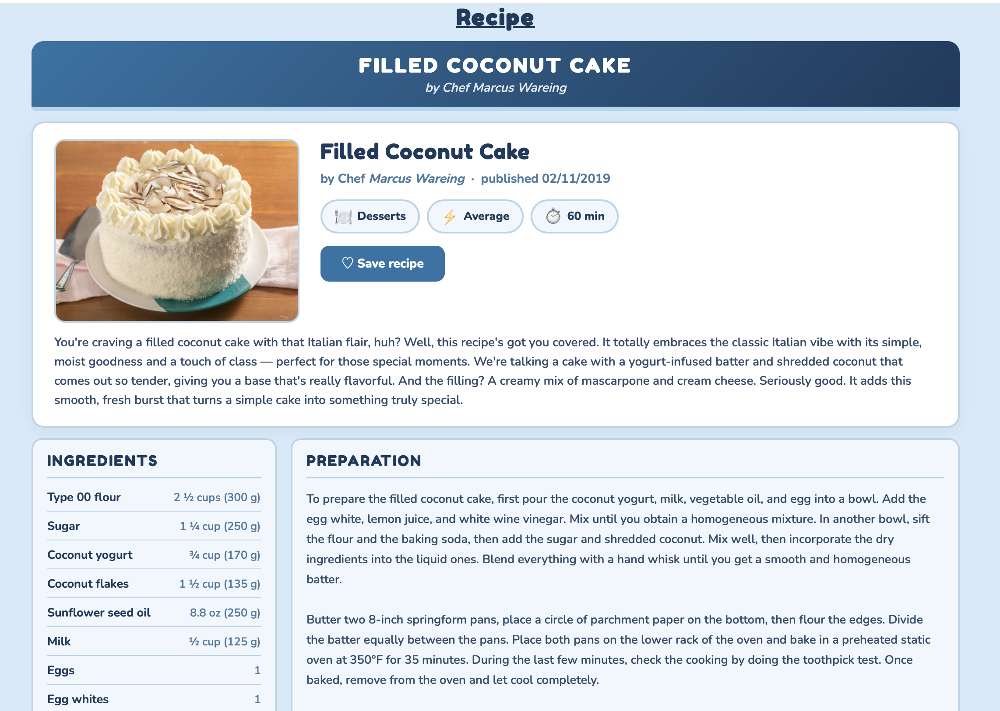 Recipe
FILLED COCONUT CAKE
by Chef Marcus Wareing
Filled Coconut Cake
by Chef Marcus Wareing · published 02/11/2019
🍽️ Desserts
⚡ Average
⏱️ 60 min
♡ Save recipe
You're craving a filled coconut cake with that Italian flair, huh? Well, this recipe's got you covered. It totally embraces the classic Italian vibe with its simple,
moist goodness and a touch of class — perfect for those special moments. We're talking a cake with a yogurt-infused batter and shredded coconut that
comes out so tender, giving you a base that's really flavorful. And the filling? A creamy mix of mascarpone and cream cheese. Seriously good. It adds this
smooth, fresh burst that turns a simple cake into something truly special.
INGREDIENTS
Type 00 flour 2 ½ cups (300 g)
Sugar 1 ¼ cup (250 g)
Coconut yogurt ¾ cup (170 g)
Coconut flakes 1 ½ cup (135 g)
Sunflower seed oil 8.8 oz (250 g)
Milk ½ cup (125 g)
Eggs 1
Egg whites 1
PREPARATION
To prepare the filled coconut cake, first pour the coconut yogurt, milk, vegetable oil, and egg into a bowl. Add the
egg white, lemon juice, and white wine vinegar. Mix until you obtain a homogeneous mixture. In another bowl, sift
the flour and the baking soda, then add the sugar and shredded coconut. Mix well, then incorporate the dry
ingredients into the liquid ones. Blend everything with a hand whisk until you get a smooth and homogeneous
batter.
Butter two 8-inch springform pans, place a circle of parchment paper on the bottom, then flour the edges. Divide
the batter equally between the pans. Place both pans on the lower rack of the oven and bake in a preheated static
oven at 350°F for 35 minutes. During the last few minutes, check the cooking by doing the toothpick test. Once
baked, remove from the oven and let cool completely.